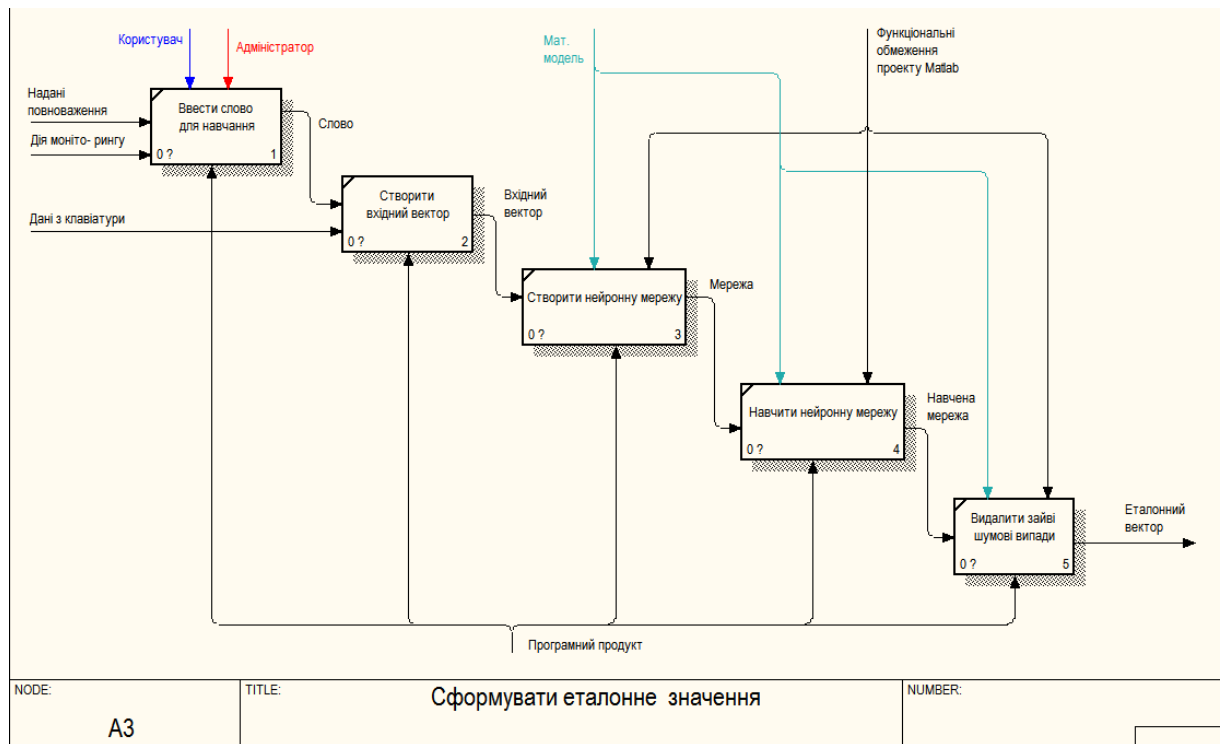 Користувач
Адміністратор
Мат.
модель
Функціональні
обмеження
проекту Matlab
Надані
повноваження
Дія моніто- рингу
Ввести слово
для навчання
0 ?
1
Слово
Дані з клавіатури
Створити
вхідний вектор
0 ?
2
Вхідний
вектор
Створити нейронну мережу
0 ?
3
Мережа
Навчити нейронну мережу
0 ?
4
Навчена
мережа
Видалити зайві
шумові випади
0 ?
5
Еталонний
вектор
Програмний продукт
NODE:
A3
TITLE:
Сформувати еталонне значення
NUMBER: